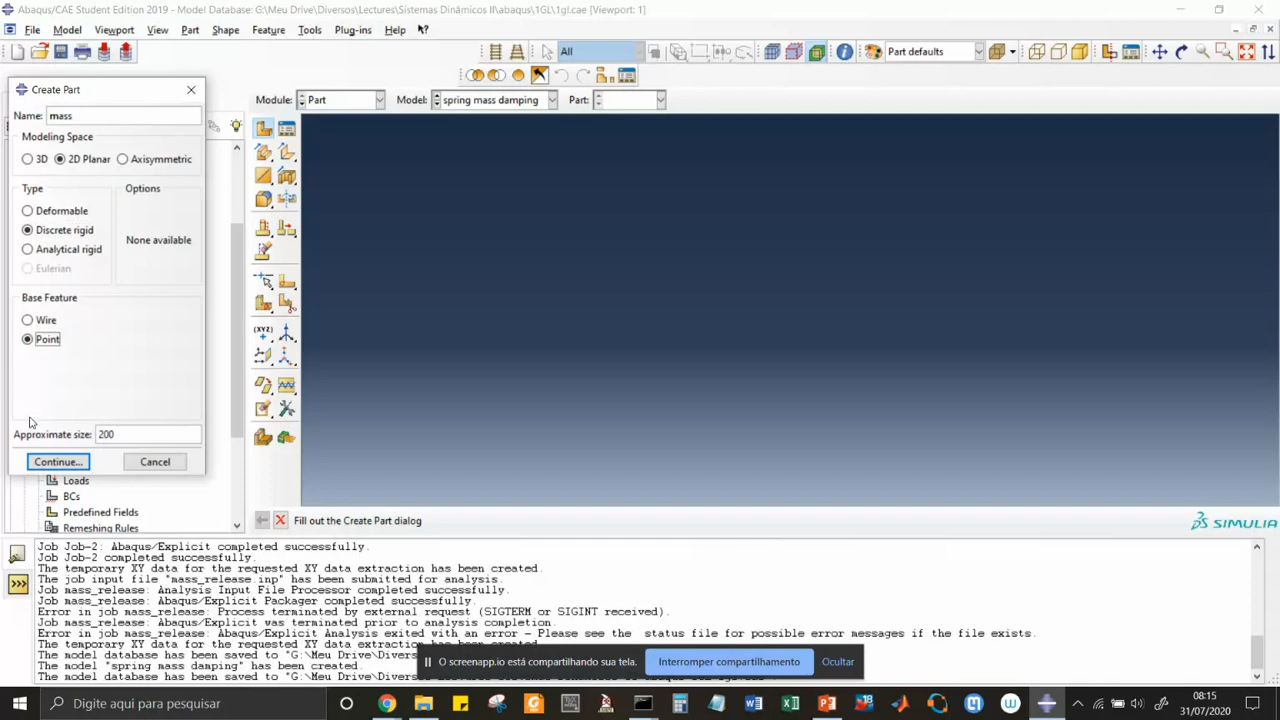 Abaqus/CAE Student Edition 2019 - Model Database: G:\Meu Drive\Diversos\Lectures\Sistemas Dinámicos II\abaqus\1GL\1gl.cae [Viewport: 1]
File Model Viewport View Part Shape Feature Tools Plug-ins Help
All
Part defaults
Module: Part Model: spring mass damping Part:
Create Part
Name: mass
Modeling Space
3D 2D Planar Axisymmetric
Type Options
Deformable
Discrete rigid
None available
Analytical rigid
Eulerian
Base Feature
Wire
Point
(XYZ)
Approximate size: 200
Continue... Cancel
Loads
BCs
Predefined Fields
Remeshing Rules
Fill out the Create Part dialog
SIMULIA
>>>
Job Job-2: Abaqus/Explicit completed successfully.
Job Job-2 completed successfully.
The temporary XY data for the requested XY data extraction has been created.
The job input file "mass_release.inp" has been submitted for analysis.
Job mass_release: Analysis Input File Processor completed successfully.
Job mass_release: Abaqus/Explicit Packager completed successfully.
Error in job mass_release: Process terminated by external request (SIGTERM or SIGINT received).
Job mass_release: Abaqus/Explicit was terminated prior to analysis completion.
Error in job mass_release: Abaqus/Explicit Analysis exited with an error - Please see the status file for possible error messages if the file exists.
The temporary XY data for the requested XY data extraction has been created.
The model database has been saved to "G:\Meu Drive\Divers
The model "spring mass damping" has been created.
The model database has been saved to "G:\Meu Drive\Divers
O screenapp.io está compartilhando sua tela. Interromper compartilhamento Ocultar
Digite aqui para pesquisar
08:15
31/07/2020